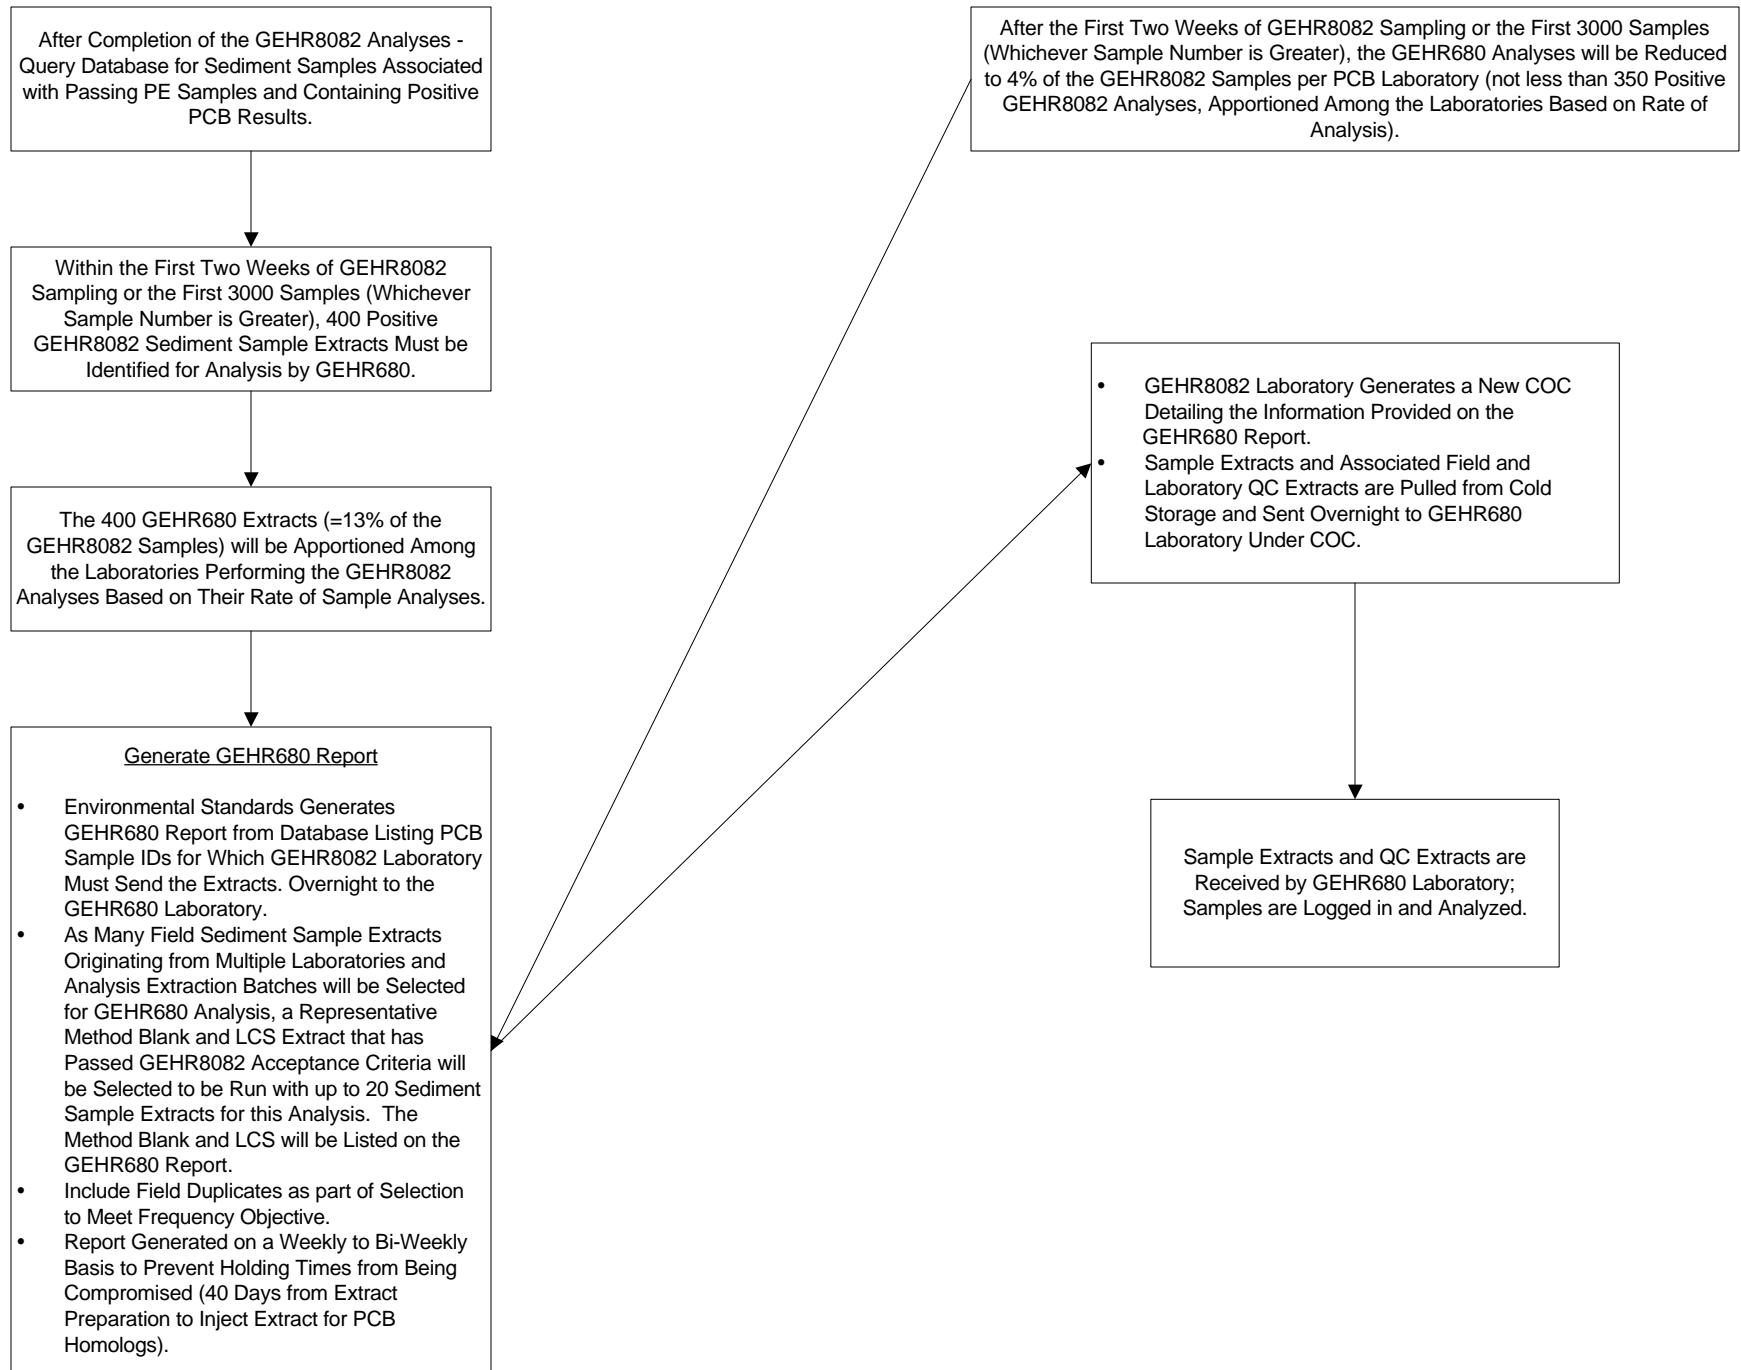 After Completion of the GEHR8082 Analyses -
Query Database for Sediment Samples Associated
with Passing PE Samples and Containing Positive
PCB Results.
Within the First Two Weeks of GEHR8082
Sampling or the First 3000 Samples (Whichever
Sample Number is Greater), 400 Positive
GEHR8082 Sediment Sample Extracts Must be
Identified for Analysis by GEHR680.
The 400 GEHR680 Extracts (=13% of the
GEHR8082 Samples) will be Apportioned Among
the Laboratories Performing the GEHR8082
Analyses Based on Their Rate of Sample Analyses.
Generate GEHR680 Report
• Environmental Standards Generates
GEHR680 Report from Database Listing PCB
Sample IDs for Which GEHR8082 Laboratory
Must Send the Extracts. Overnight to the
GEHR680 Laboratory.
• As Many Field Sediment Sample Extracts
Originating from Multiple Laboratories and
Analysis Extraction Batches will be Selected
for GEHR680 Analysis, a Representative
Method Blank and LCS Extract that has
Passed GEHR8082 Acceptance Criteria will
be Selected to be Run with up to 20 Sediment
Sample Extracts for this Analysis. The
Method Blank and LCS will be Listed on the
GEHR680 Report.
• Include Field Duplicates as part of Selection
to Meet Frequency Objective.
• Report Generated on a Weekly to Bi-Weekly
Basis to Prevent Holding Times from Being
Compromised (40 Days from Extract
Preparation to Inject Extract for PCB
Homologs).
After the First Two Weeks of GEHR8082 Sampling or the First 3000 Samples
(Whichever Sample Number is Greater), the GEHR680 Analyses will be Reduced
to 4% of the GEHR8082 Samples per PCB Laboratory (not less than 350 Positive
GEHR8082 Analyses, Apportioned Among the Laboratories Based on Rate of
Analysis).
• GEHR8082 Laboratory Generates a New COC
Detailing the Information Provided on the
GEHR680 Report.
• Sample Extracts and Associated Field and
Laboratory QC Extracts are Pulled from Cold
Storage and Sent Overnight to GEHR680
Laboratory Under COC.
Sample Extracts and QC Extracts are
Received by GEHR680 Laboratory;
Samples are Logged in and Analyzed.